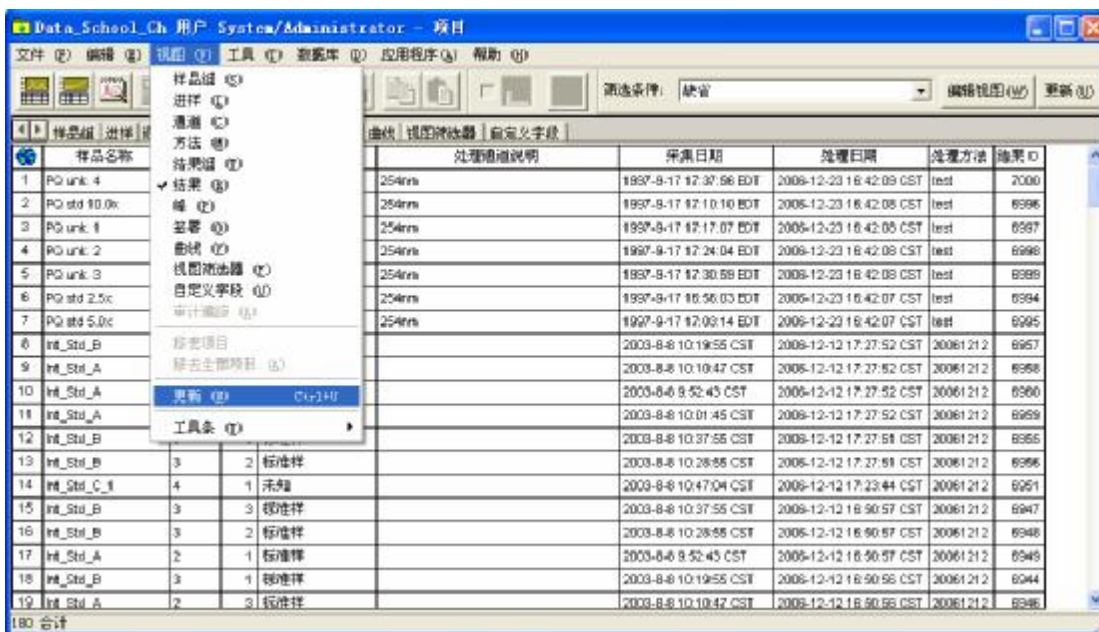 Data_School_Ch 用户 System/Administrator - 项目
文件 (F) 编辑 (E) 视图 (V) 工具 (T) 数据库 (D) 应用程序(A) 帮助 (H)
筛选条件: 缺省 编辑视图(W) 更新(U)
样品组 进样 曲线 视图筛选器 自定义字段
样品组 (S)
进样 (I)
通道 (C)
方法 (M)
结果组 (T)
结果 (R)
峰 (P)
签署 (O)
曲线 (V)
视图筛选器 (F)
自定义字段 (U)
审计追踪 (A)
移去项目
移去全部项目 (A)
更新 (U) Ctrl+U
工具条 (T)
样品名称 处理通道说明 采集日期 处理日期 处理方法 结果 ID
1 PQ unk. 4 254nm 1997-9-17 17:37:56 EDT 2006-12-23 16:42:09 CST test 7000
2 PQ std 10.0x 254nm 1997-9-17 17:10:10 EDT 2006-12-23 16:42:08 CST test 6996
3 PQ unk. 1 254nm 1997-9-17 17:17:07 EDT 2006-12-23 16:42:08 CST test 6997
4 PQ unk. 2 254nm 1997-9-17 17:24:04 EDT 2006-12-23 16:42:08 CST test 6998
5 PQ unk. 3 254nm 1997-9-17 17:30:59 EDT 2006-12-23 16:42:08 CST test 6999
6 PQ std 2.5x 254nm 1997-9-17 16:56:03 EDT 2006-12-23 16:42:07 CST test 6994
7 PQ std 5.0x 254nm 1997-9-17 17:03:14 EDT 2006-12-23 16:42:07 CST test 6995
8 Int_Std_B 2003-8-8 10:19:55 CST 2006-12-12 17:27:52 CST 20061212 6957
9 Int_Std_A 2003-8-8 10:10:47 CST 2006-12-12 17:27:52 CST 20061212 6958
10 Int_Std_A 2003-8-8 9:52:43 CST 2006-12-12 17:27:52 CST 20061212 6960
11 Int_Std_A 2003-8-8 10:01:45 CST 2006-12-12 17:27:52 CST 20061212 6959
12 Int_Std_B 2003-8-8 10:37:55 CST 2006-12-12 17:27:51 CST 20061212 6955
13 Int_Std_B 3 2 标准样 2003-8-8 10:28:55 CST 2006-12-12 17:27:51 CST 20061212 6956
14 Int_Std_C_1 4 1 未知 2003-8-8 10:47:04 CST 2006-12-12 17:23:44 CST 20061212 6951
15 Int_Std_B 3 3 标准样 2003-8-8 10:37:55 CST 2006-12-12 16:50:57 CST 20061212 6947
16 Int_Std_B 3 2 标准样 2003-8-8 10:28:55 CST 2006-12-12 16:50:57 CST 20061212 6948
17 Int_Std_A 2 1 标准样 2003-8-8 9:52:43 CST 2006-12-12 16:50:57 CST 20061212 6949
18 Int_Std_B 3 1 标准样 2003-8-8 10:19:55 CST 2006-12-12 16:50:56 CST 20061212 6944
19 Int_Std_A 2 3 标准样 2003-8-8 10:10:47 CST 2006-12-12 16:50:56 CST 20061212 6946
180 合计